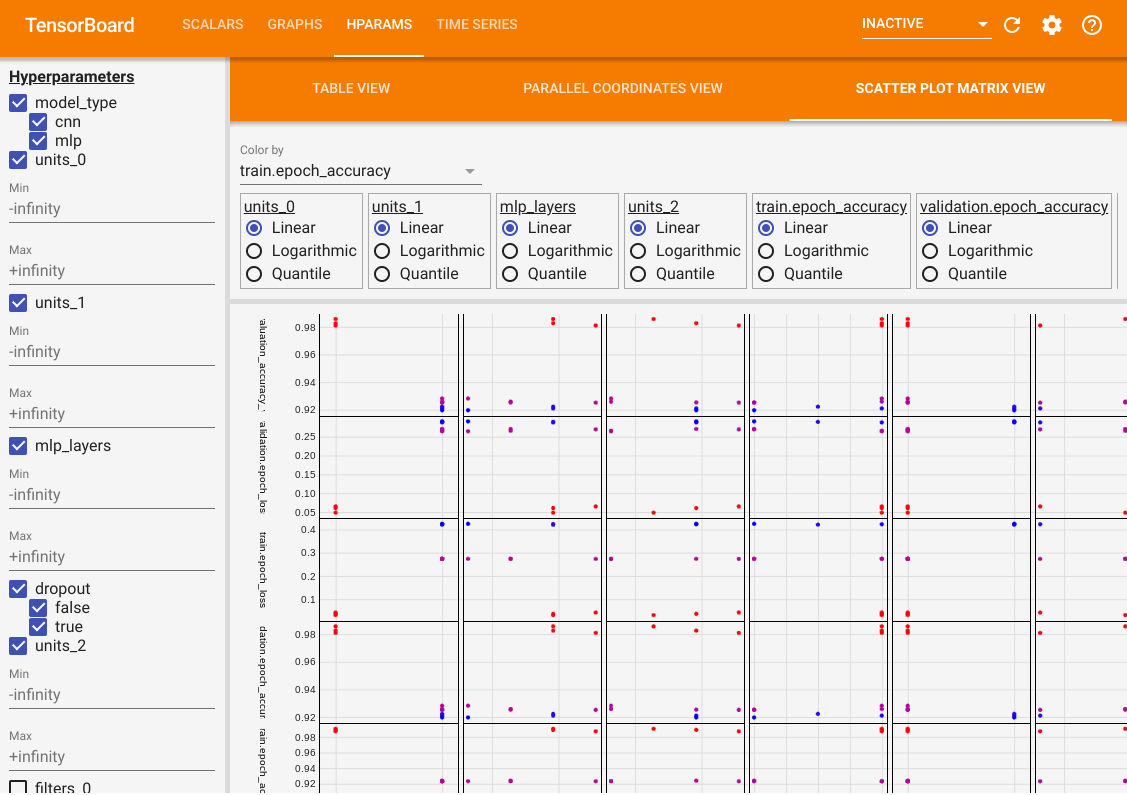 TensorBoard
SCALARS
GRAPHS
HPARAMS
TIME SERIES
INACTIVE
Hyperparameters
model_type
cnn
mlp
units_0
Min
-infinity
Max
+infinity
units_1
Min
-infinity
Max
+infinity
mlp_layers
Min
-infinity
Max
+infinity
dropout
false
true
units_2
Min
-infinity
Max
+infinity
filters_0
TABLE VIEW
PARALLEL COORDINATES VIEW
SCATTER PLOT MATRIX VIEW
Color by
train.epoch_accuracy
units_0
Linear
Logarithmic
Quantile
units_1
Linear
Logarithmic
Quantile
mlp_layers
Linear
Logarithmic
Quantile
units_2
Linear
Logarithmic
Quantile
train.epoch_accuracy
Linear
Logarithmic
Quantile
validation.epoch_accuracy
Linear
Logarithmic
Quantile
aluation_accuracy_
0.98
0.96
0.94
0.92
alidation.epoch_los
0.25
0.20
0.15
0.10
0.05
train.epoch_loss
0.4
0.3
0.2
0.1
dation.epoch_accur
0.98
0.96
0.94
0.92
rain.epoch_ac
0.98
0.96
0.94
0.92